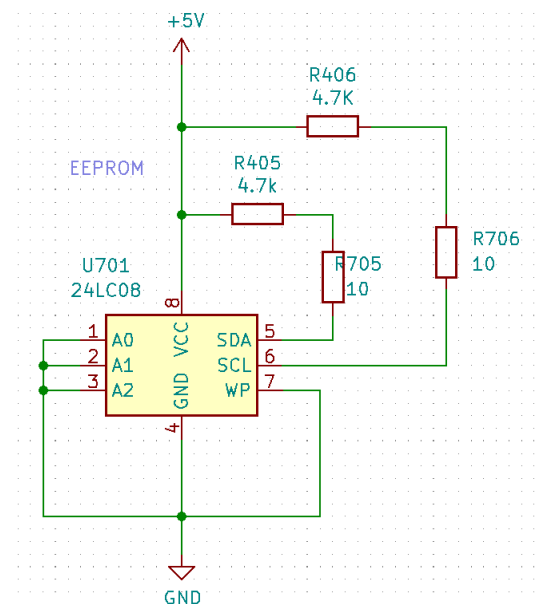 +5V
R406
4.7K
EEPROM
R405
4.7k
R706
10
R705
10
U701
24LC08
8
1 A0 VCC SDA 5
2 A1 SCL 6
3 A2 GND WP 7
4
GND